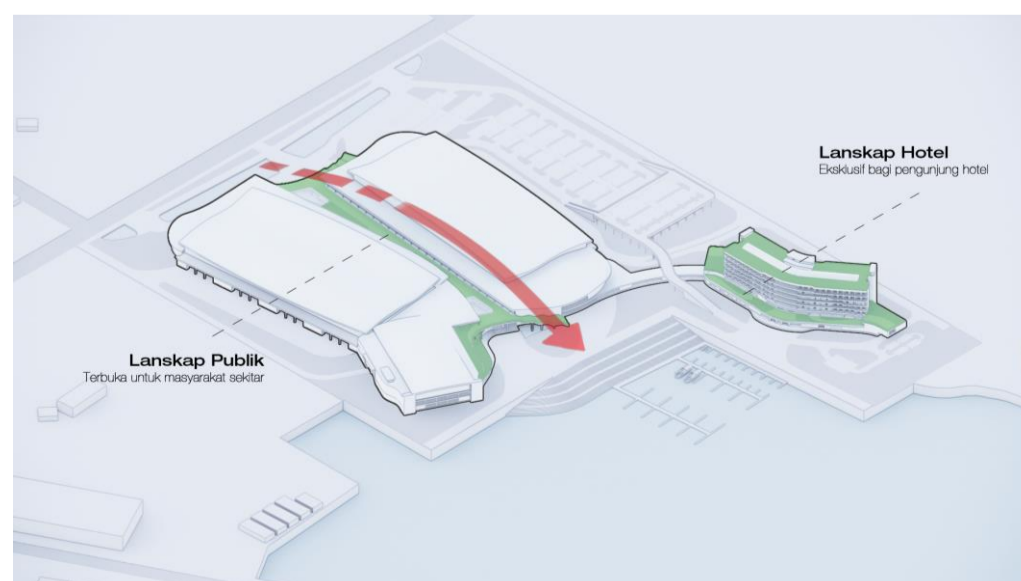 Lanskap Hotel
Eksklusif bagi pengunjung hotel
Lanskap Publik
Terbuka untuk masyarakat sekitar